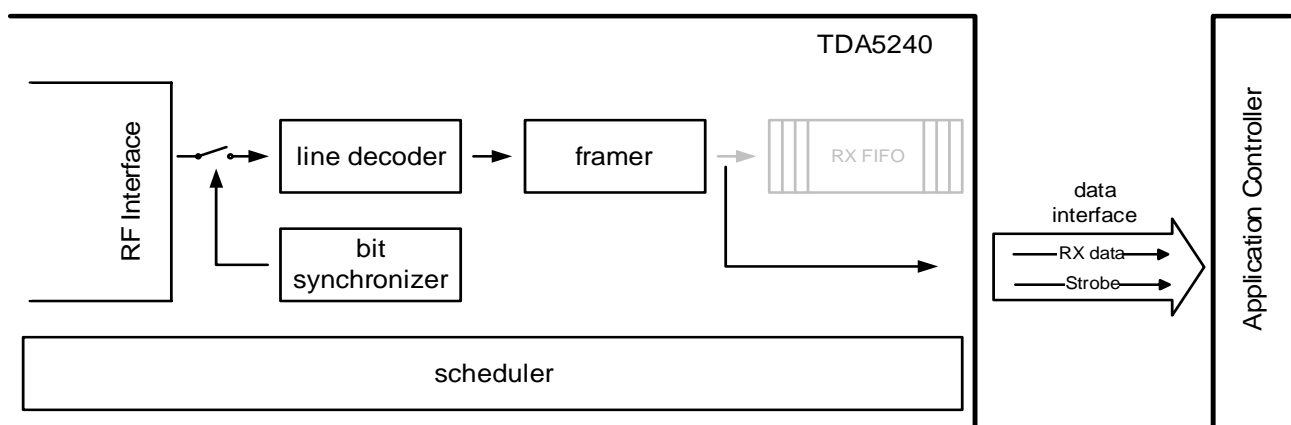 TDA5240
RF Interface
line decoder
framer
RX FIFO
bit
synchronizer
scheduler
data
interface
RX data
Strobe
Application Controller